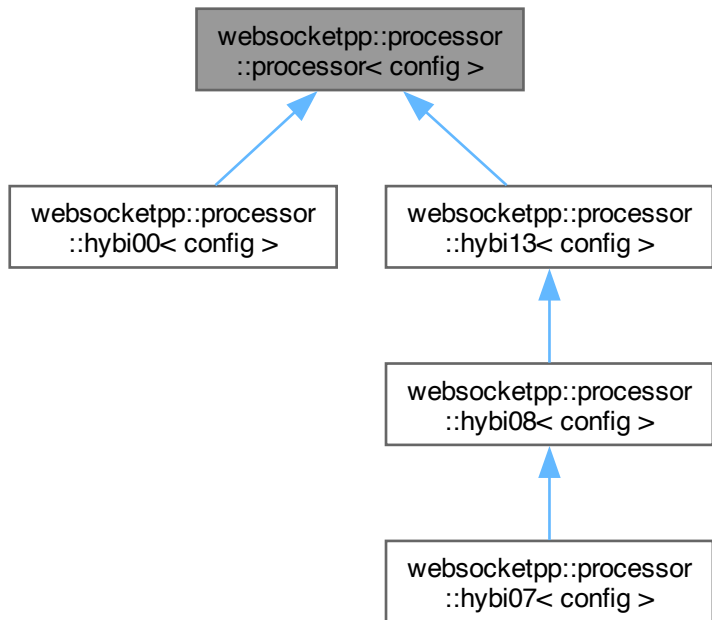 websocketpp::processor
::processor< config >
websocketpp::processor
::hybi00< config >
websocketpp::processor
::hybi13< config >
websocketpp::processor
::hybi08< config >
websocketpp::processor
::hybi07< config >